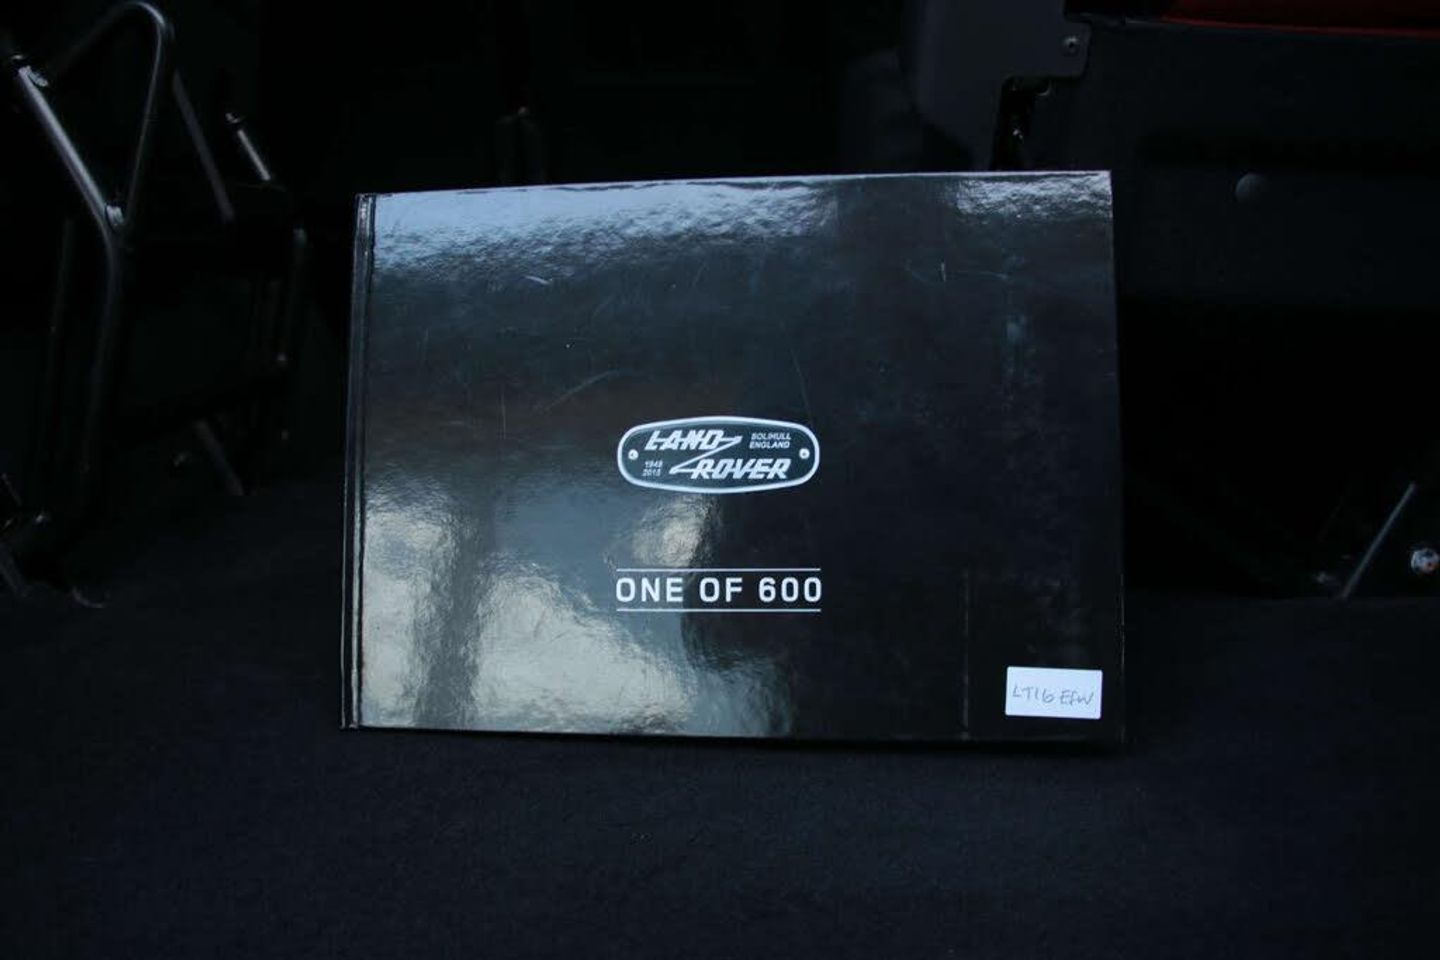 LAND
SOLIHULL
ENGLAND
1948
2015
ROVER
ONE OF 600
LT16 EFW